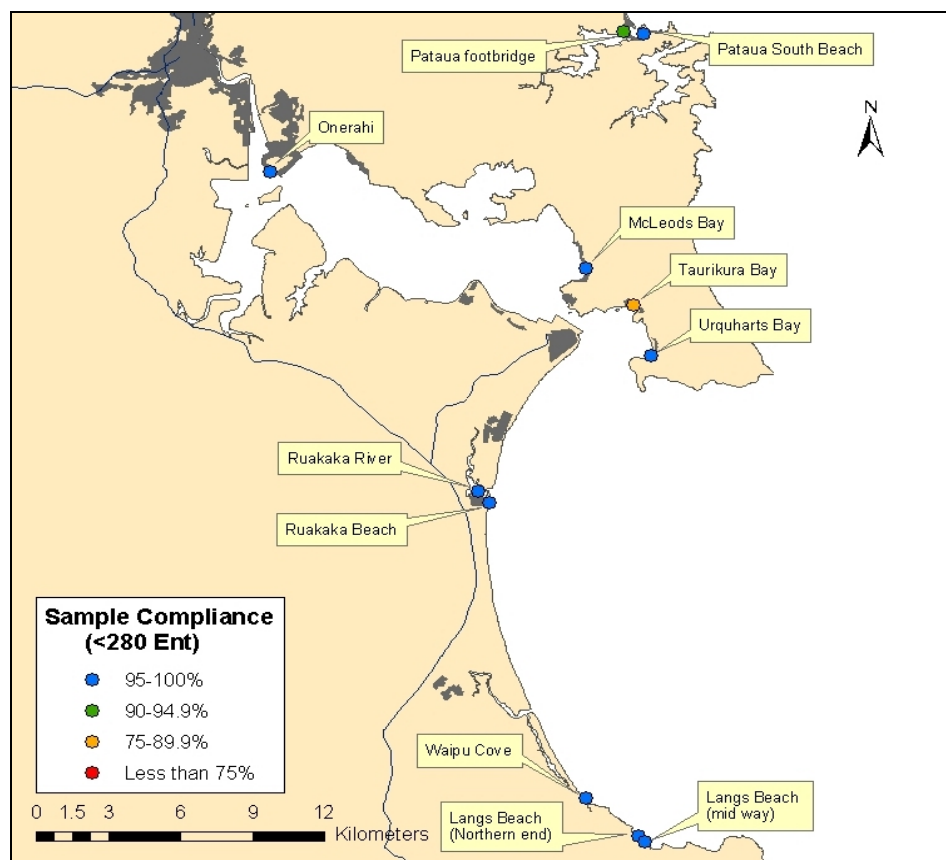 Pataua footbridge
Pataua South Beach
N
Onerahi
McLeods Bay
Taurikura Bay
Urquharts Bay
Ruakaka River
Ruakaka Beach
Sample Compliance
(<280 Ent)
95-100%
90-94.9%
75-89.9%
Less than 75%
Waipu Cove
Langs Beach
(Northern end)
Langs Beach
(mid way)
0 1.5 3 6 9 12
Kilometers